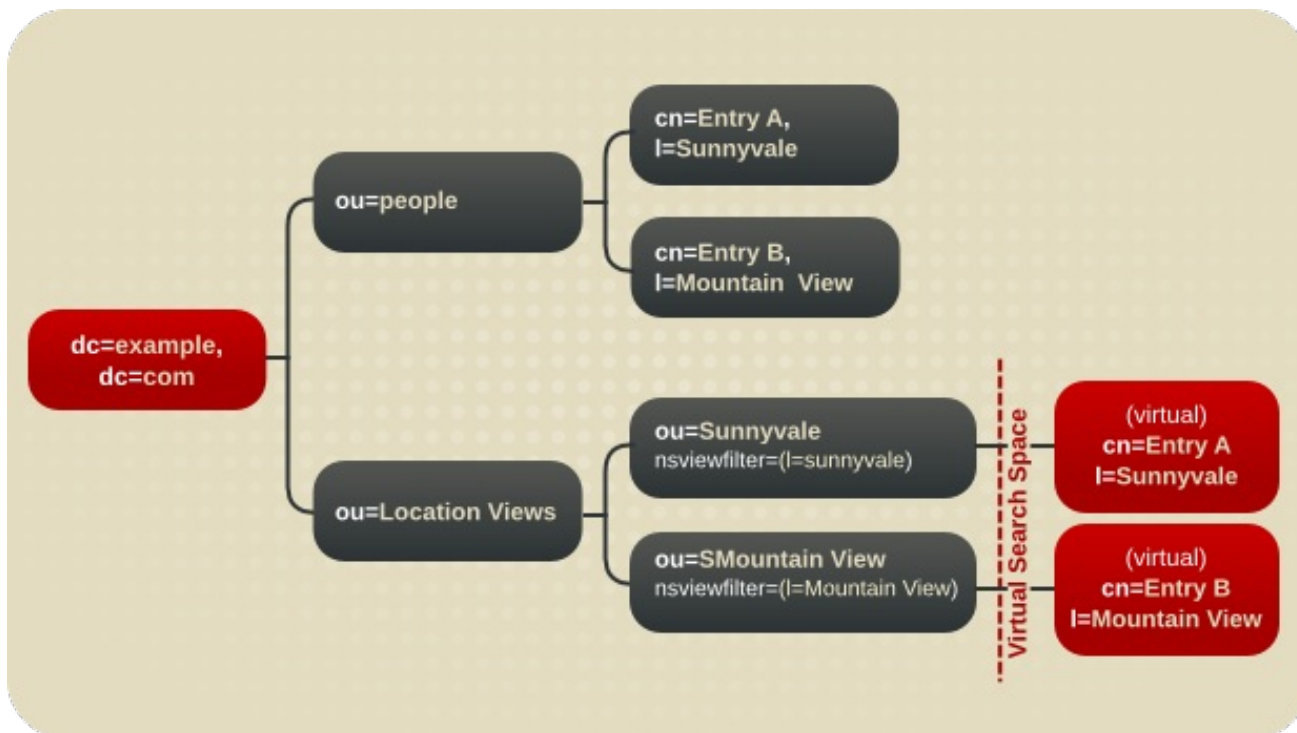 cn=Entry A,
l=Sunnyvale
ou=people
cn=Entry B,
l=Mountain View
dc=example,
dc=com
ou=Sunnyvale
nsviewfilter=(l=sunnyvale)
(virtual)
cn=Entry A
l=Sunnyvale
Virtual Search Space
ou=Location Views
ou=SMountain View
nsviewfilter=(l=Mountain View)
(virtual)
cn=Entry B
l=Mountain View